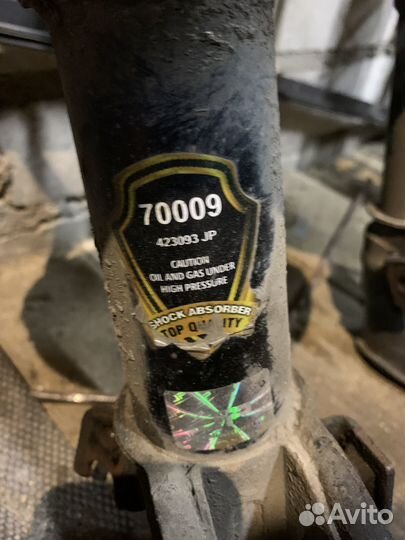 70009
423093 JP
CAUTION
OIL AND GAS UNDER
HIGH PRESSURE
SHOCK ABSORBER
TOP QUALITY
Avito